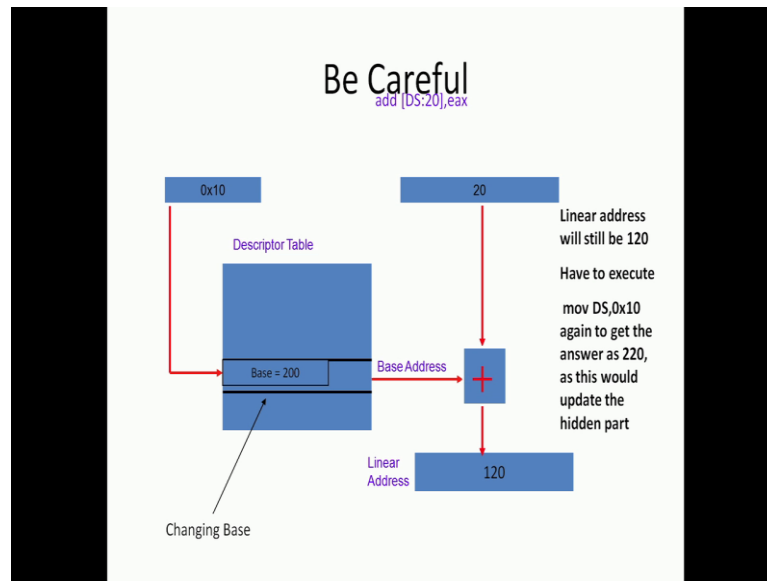 Be Careful
add [DS:20],eax
0x10
20
Linear address
will still be 120
Descriptor Table
Have to execute
mov DS,0x10
again to get the
answer as 220,
as this would
update the
hidden part
Base = 200
Base Address
+
Linear
Address
120
Changing Base